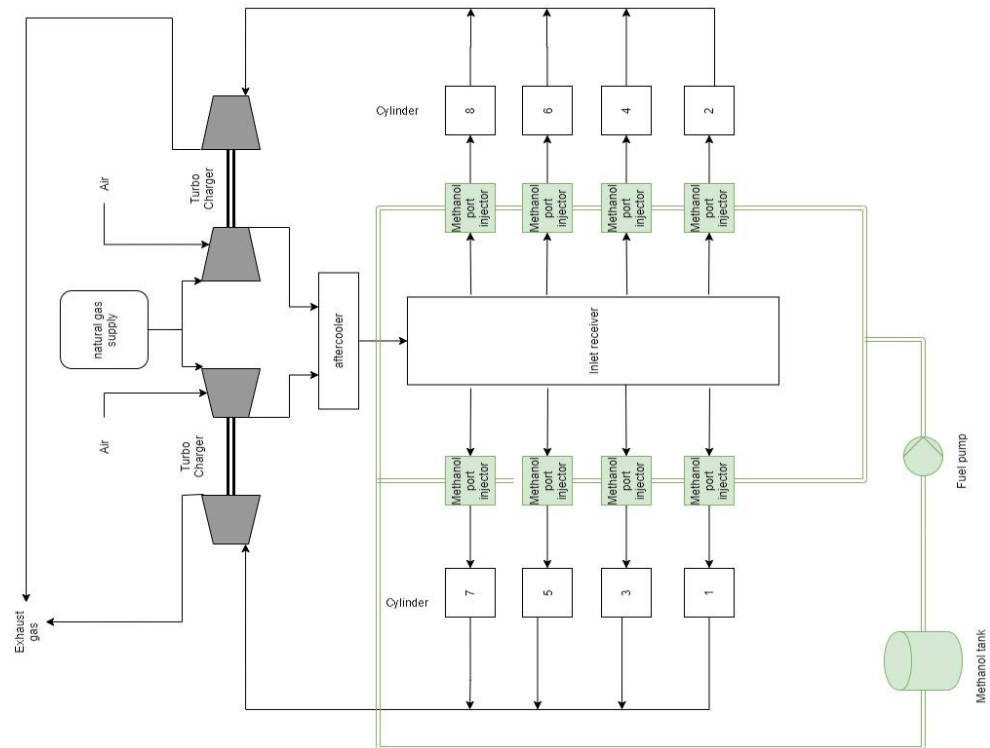 Cylinder
8
6
4
2
Methanol
port
injector
Methanol
port
injector
Methanol
port
injector
Methanol
port
injector
Turbo
Charger
Air
natural gas
supply
aftercooler
Inlet receiver
Air
Turbo
Charger
Methanol
port
injector
Methanol
port
injector
Methanol
port
injector
Methanol
port
injector
Fuel pump
Cylinder
7
5
3
1
Exhaust
gas
Methanol tank